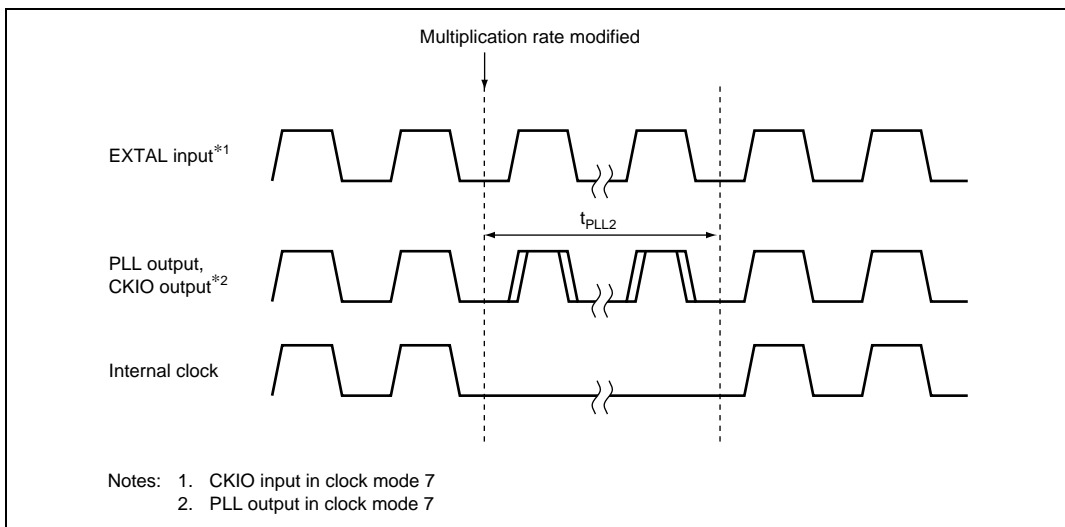 Multiplication rate modified
EXTAL input*1
tPLL2
PLL output,
CKIO output*2
Internal clock
Notes: 1. CKIO input in clock mode 7
2. PLL output in clock mode 7